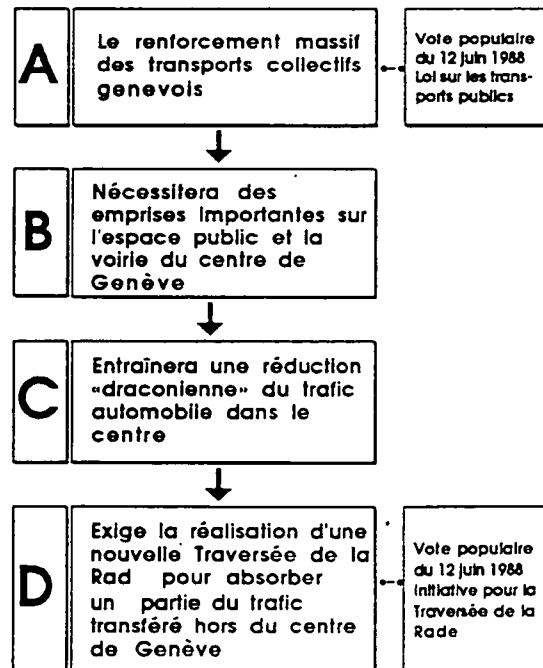 A
Le renforcement massif
des transports collectifs
genevois
Vote populaire
du 12 juin 1988
Loi sur les trans-
ports publics
B
Nécessitera des
emprises importantes sur
l'espace public et la
voirie du centre de
Genève
C
Entraînera une réduction
«draconienne» du trafic
automobile dans le
centre
D
Exige la réalisation d'une
nouvelle Traversée de la
Rad pour absorber
un partie du trafic
transféré hors du centre
de Genève
Vote populaire
du 12 juin 1988
Initiative pour la
Traversée de la
Rade